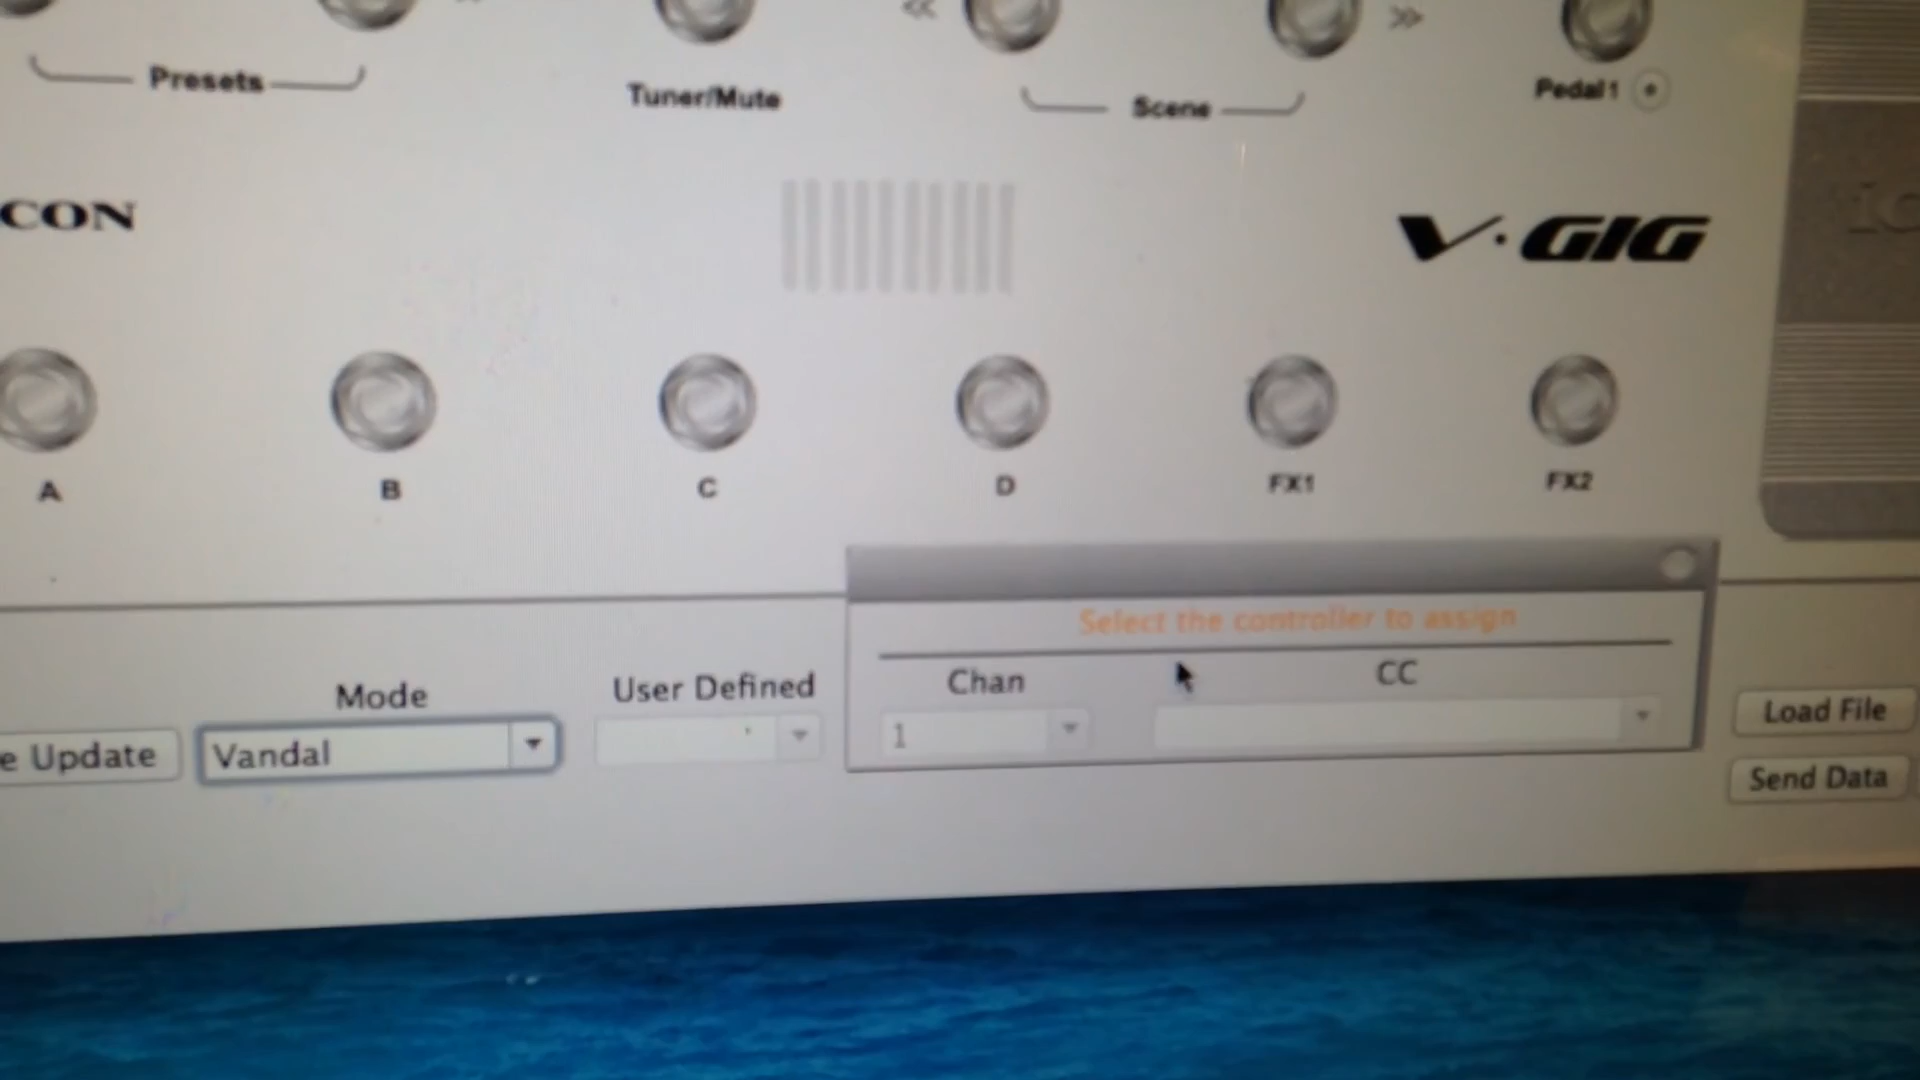 Presets
Tuner/Mute
« Scene »
Pedal1
CON
V·GIG
A B C D FX1 FX2
Select the controller to assign
Chan CC
Mode User Defined
e Update Vandal 1
Load File
Send Data